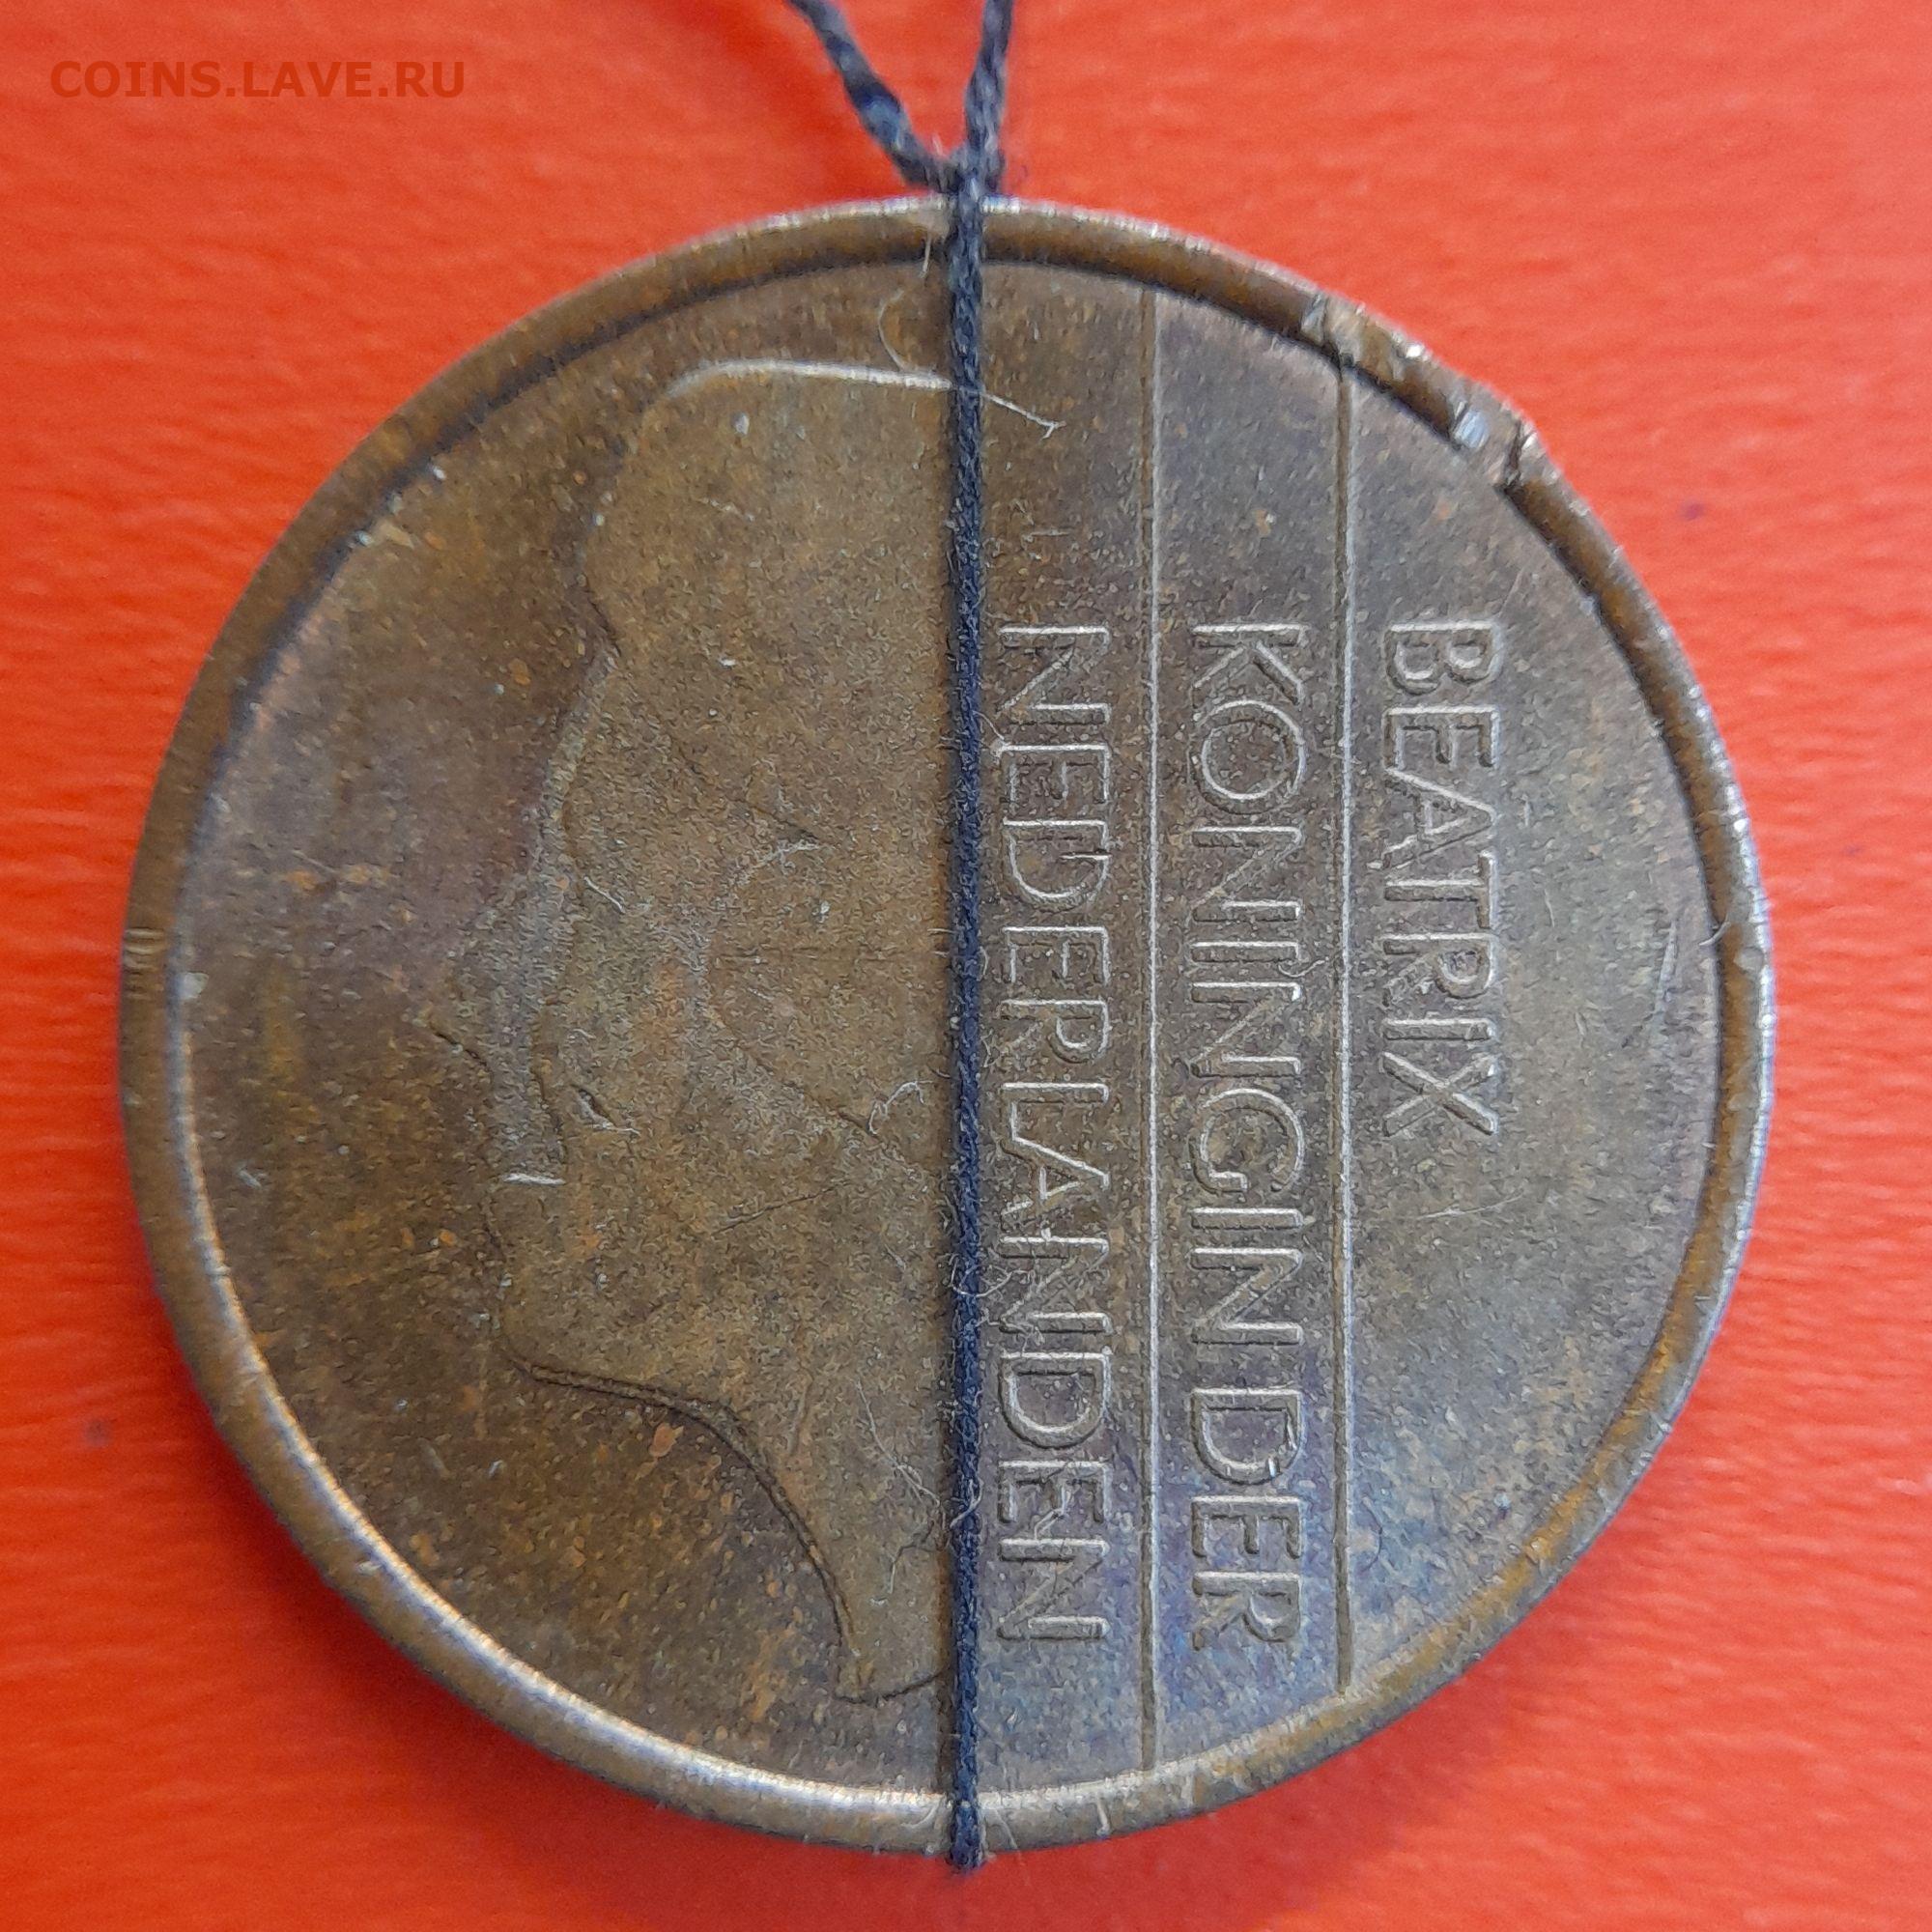 COINS.LAVE.RU
BEATRIX
KONINGIN DER
NEDERLANDEN